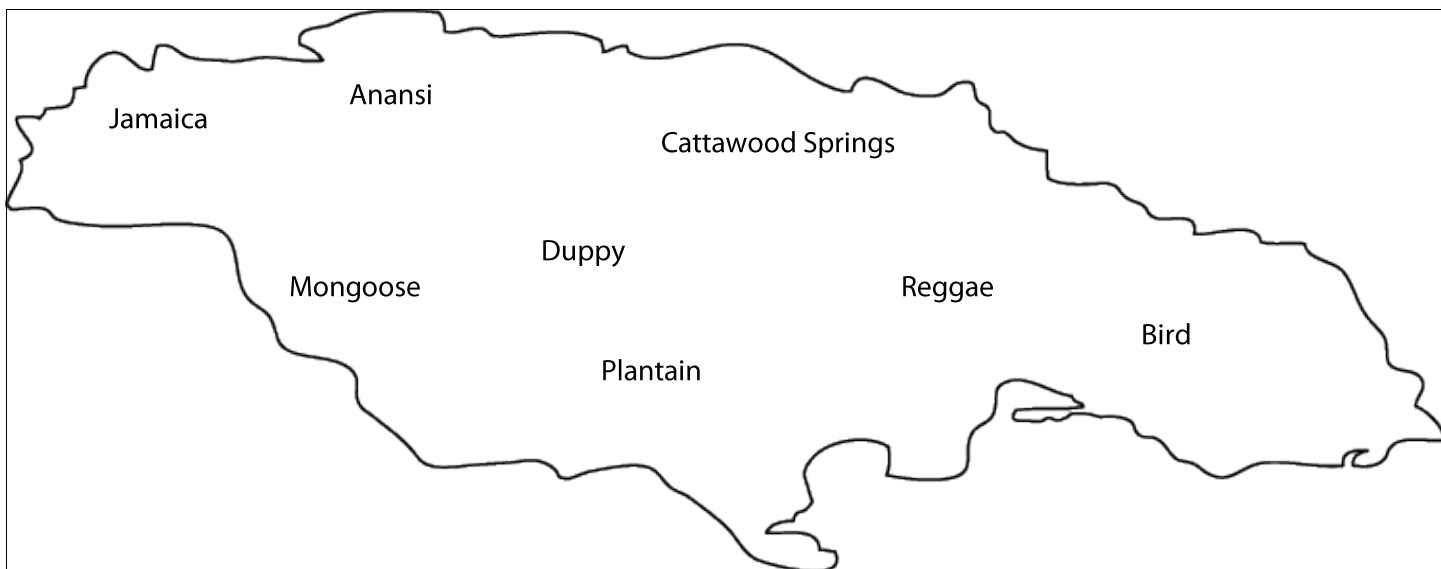 Anansi
Jamaica
Cattawood Springs
Duppy
Mongoose
Reggae
Bird
Plantain